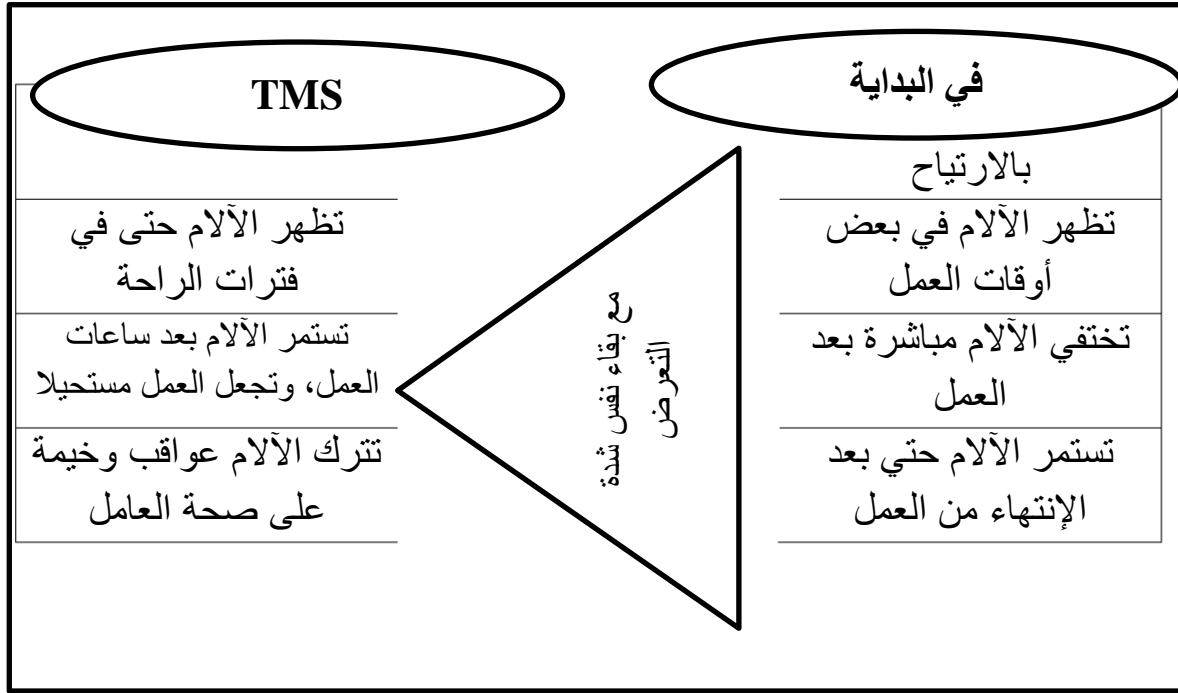 في البداية
بالارتياح
تظهر الآلام في بعض
أوقات العمل
تختفي الآلام مباشرة بعد
العمل
تستمر الآلام حتي بعد
الإنتهاء من العمل
مع بقاء نفس شدة
التعرض
TMS
تظهر الآلام حتى في
فترات الراحة
تستمر الآلام بعد ساعات
العمل، وتجعل العمل مستحيلا
تترك الآلام عواقب وخيمة
على صحة العامل